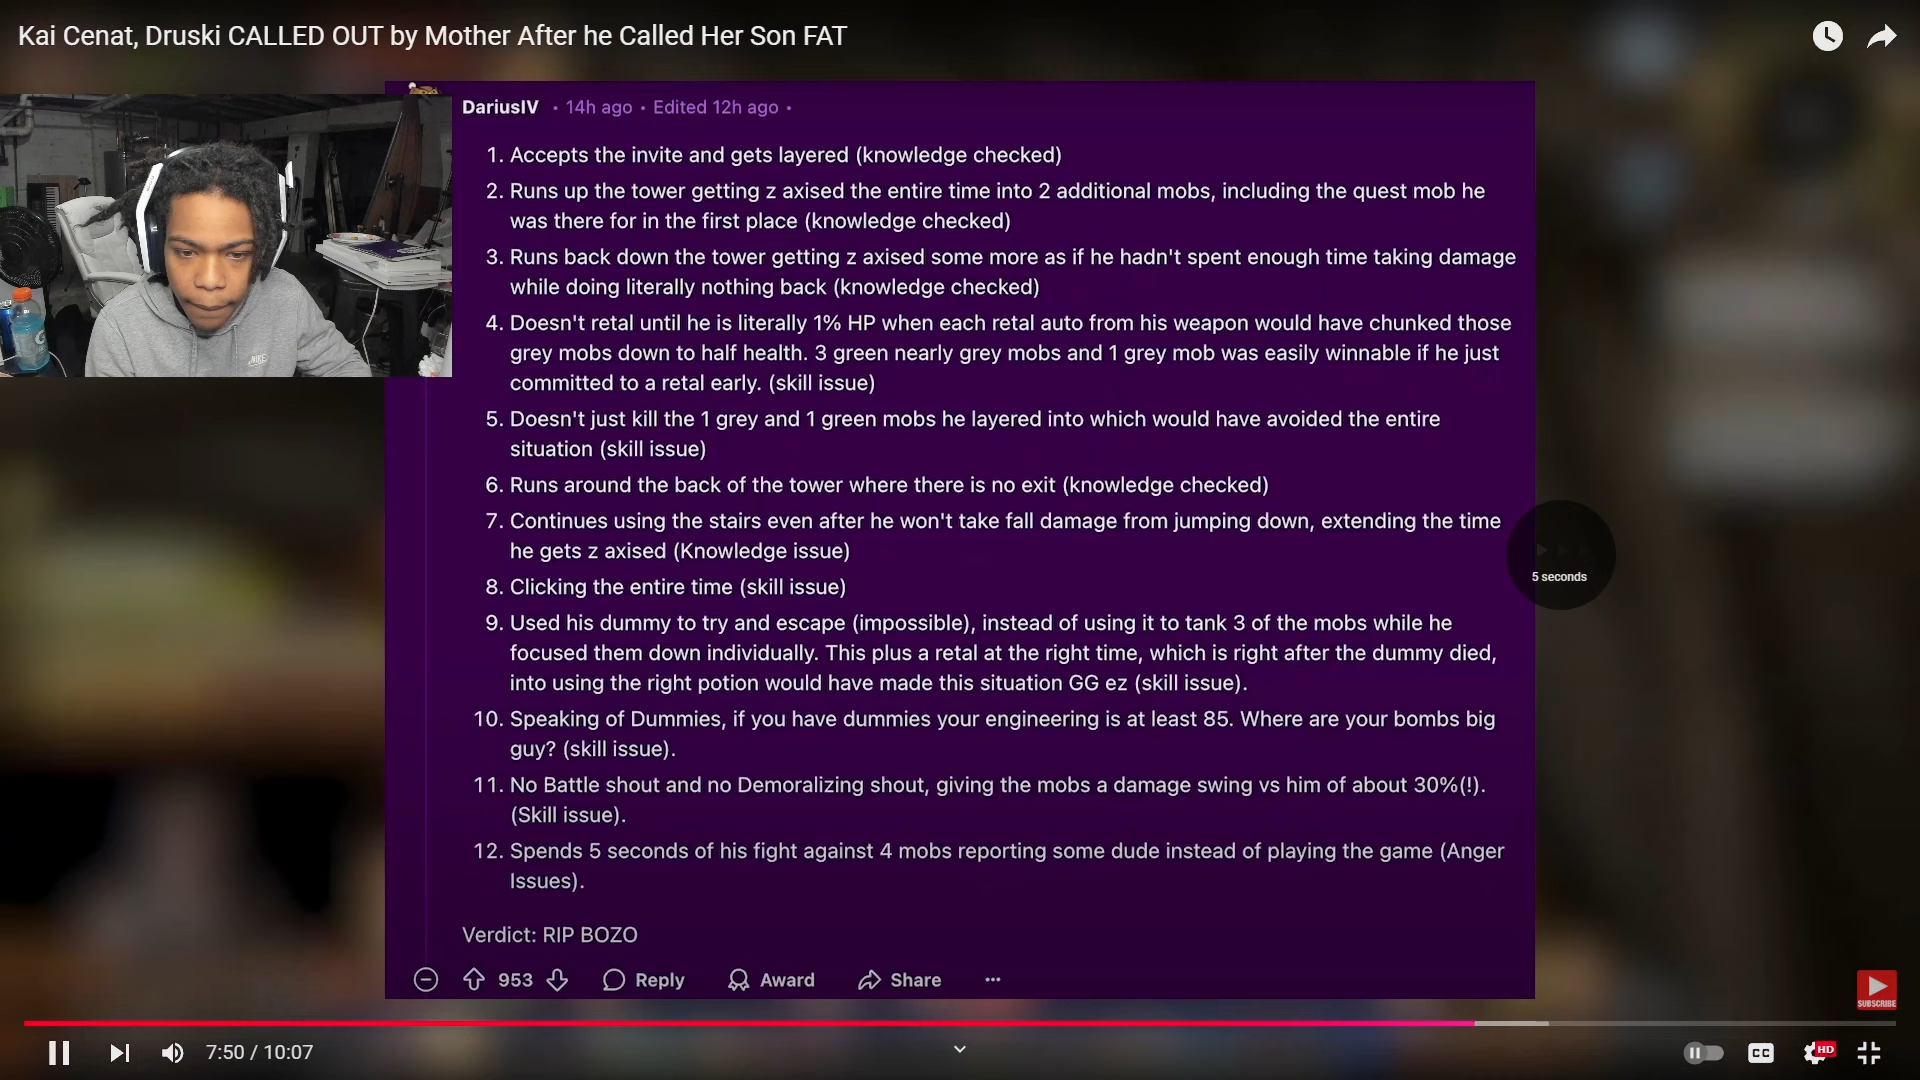 Kai Cenat, Druski CALLED OUT by Mother After he Called Her Son FAT
DariusIV • 14h ago • Edited 12h ago •
1. Accepts the invite and gets layered (knowledge checked)
2. Runs up the tower getting z axised the entire time into 2 additional mobs, including the quest mob he
was there for in the first place (knowledge checked)
3. Runs back down the tower getting z axised some more as if he hadn't spent enough time taking damage
while doing literally nothing back (knowledge checked)
4. Doesn't retal until he is literally 1% HP when each retal auto from his weapon would have chunked those
grey mobs down to half health. 3 green nearly grey mobs and 1 grey mob was easily winnable if he just
committed to a retal early. (skill issue)
5. Doesn't just kill the 1 grey and 1 green mobs he layered into which would have avoided the entire
situation (skill issue)
6. Runs around the back of the tower where there is no exit (knowledge checked)
7. Continues using the stairs even after he won't take fall damage from jumping down, extending the time
he gets z axised (Knowledge issue)
5 seconds
8. Clicking the entire time (skill issue)
9. Used his dummy to try and escape (impossible), instead of using it to tank 3 of the mobs while he
focused them down individually. This plus a retal at the right time, which is right after the dummy died,
into using the right potion would have made this situation GG ez (skill issue).
10. Speaking of Dummies, if you have dummies your engineering is at least 85. Where are your bombs big
guy? (skill issue).
11. No Battle shout and no Demoralizing shout, giving the mobs a damage swing vs him of about 30%(!).
(Skill issue).
12. Spends 5 seconds of his fight against 4 mobs reporting some dude instead of playing the game (Anger
Issues).
Verdict: RIP BOZO
953 Reply Award Share ...
SUBSCRIBE
7:50 / 10:07
CC
HD